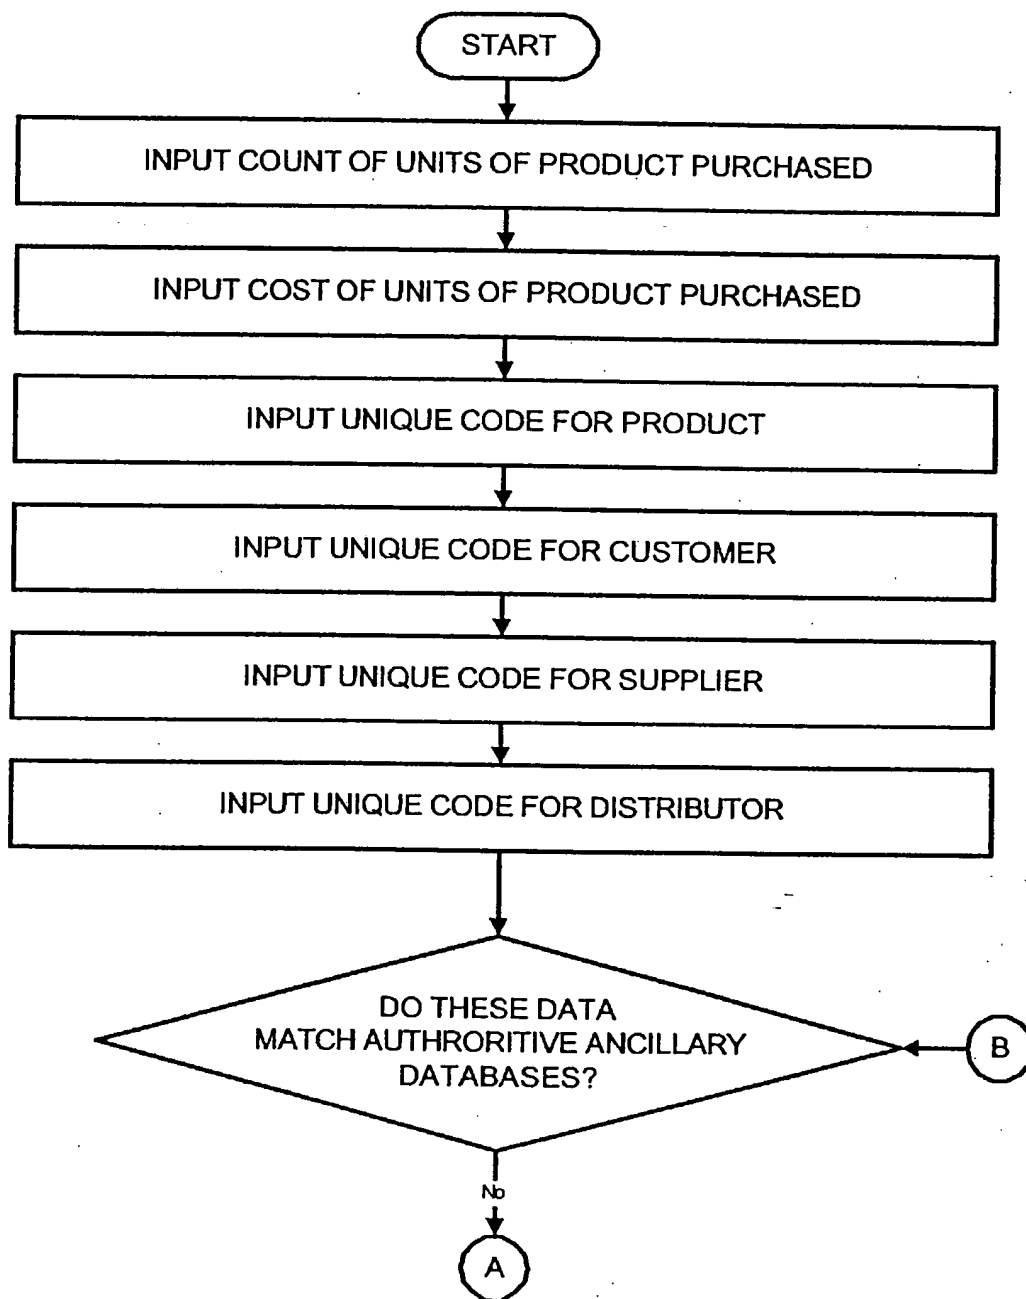 START
INPUT COUNT OF UNITS OF PRODUCT PURCHASED
INPUT COST OF UNITS OF PRODUCT PURCHASED
INPUT UNIQUE CODE FOR PRODUCT
INPUT UNIQUE CODE FOR CUSTOMER
INPUT UNIQUE CODE FOR SUPPLIER
INPUT UNIQUE CODE FOR DISTRIBUTOR
DO THESE DATA
MATCH AUTHRORITIVE ANCILLARY
DATABASES?
B
No
A